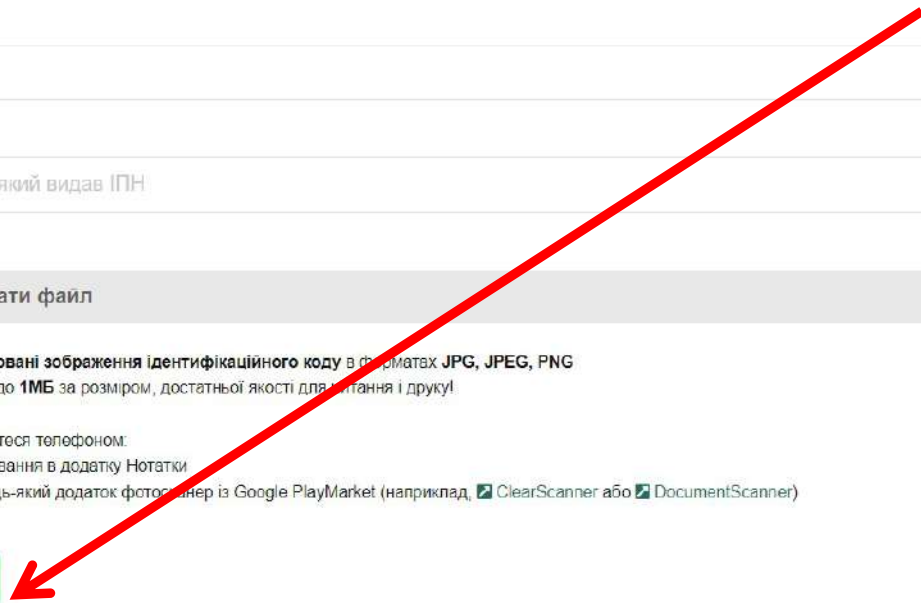 який видав ІПН
ати файл
овані зображення ідентифікаційного коду в форматах JPG, JPEG, PNG
до 1МБ за розміром, достатньої якості для читання і друку!
теся телефоном:
вання в додатку Нотатки
ь-який додаток фотосканер із Google PlayMarket (наприклад, ClearScanner або DocumentScanner)